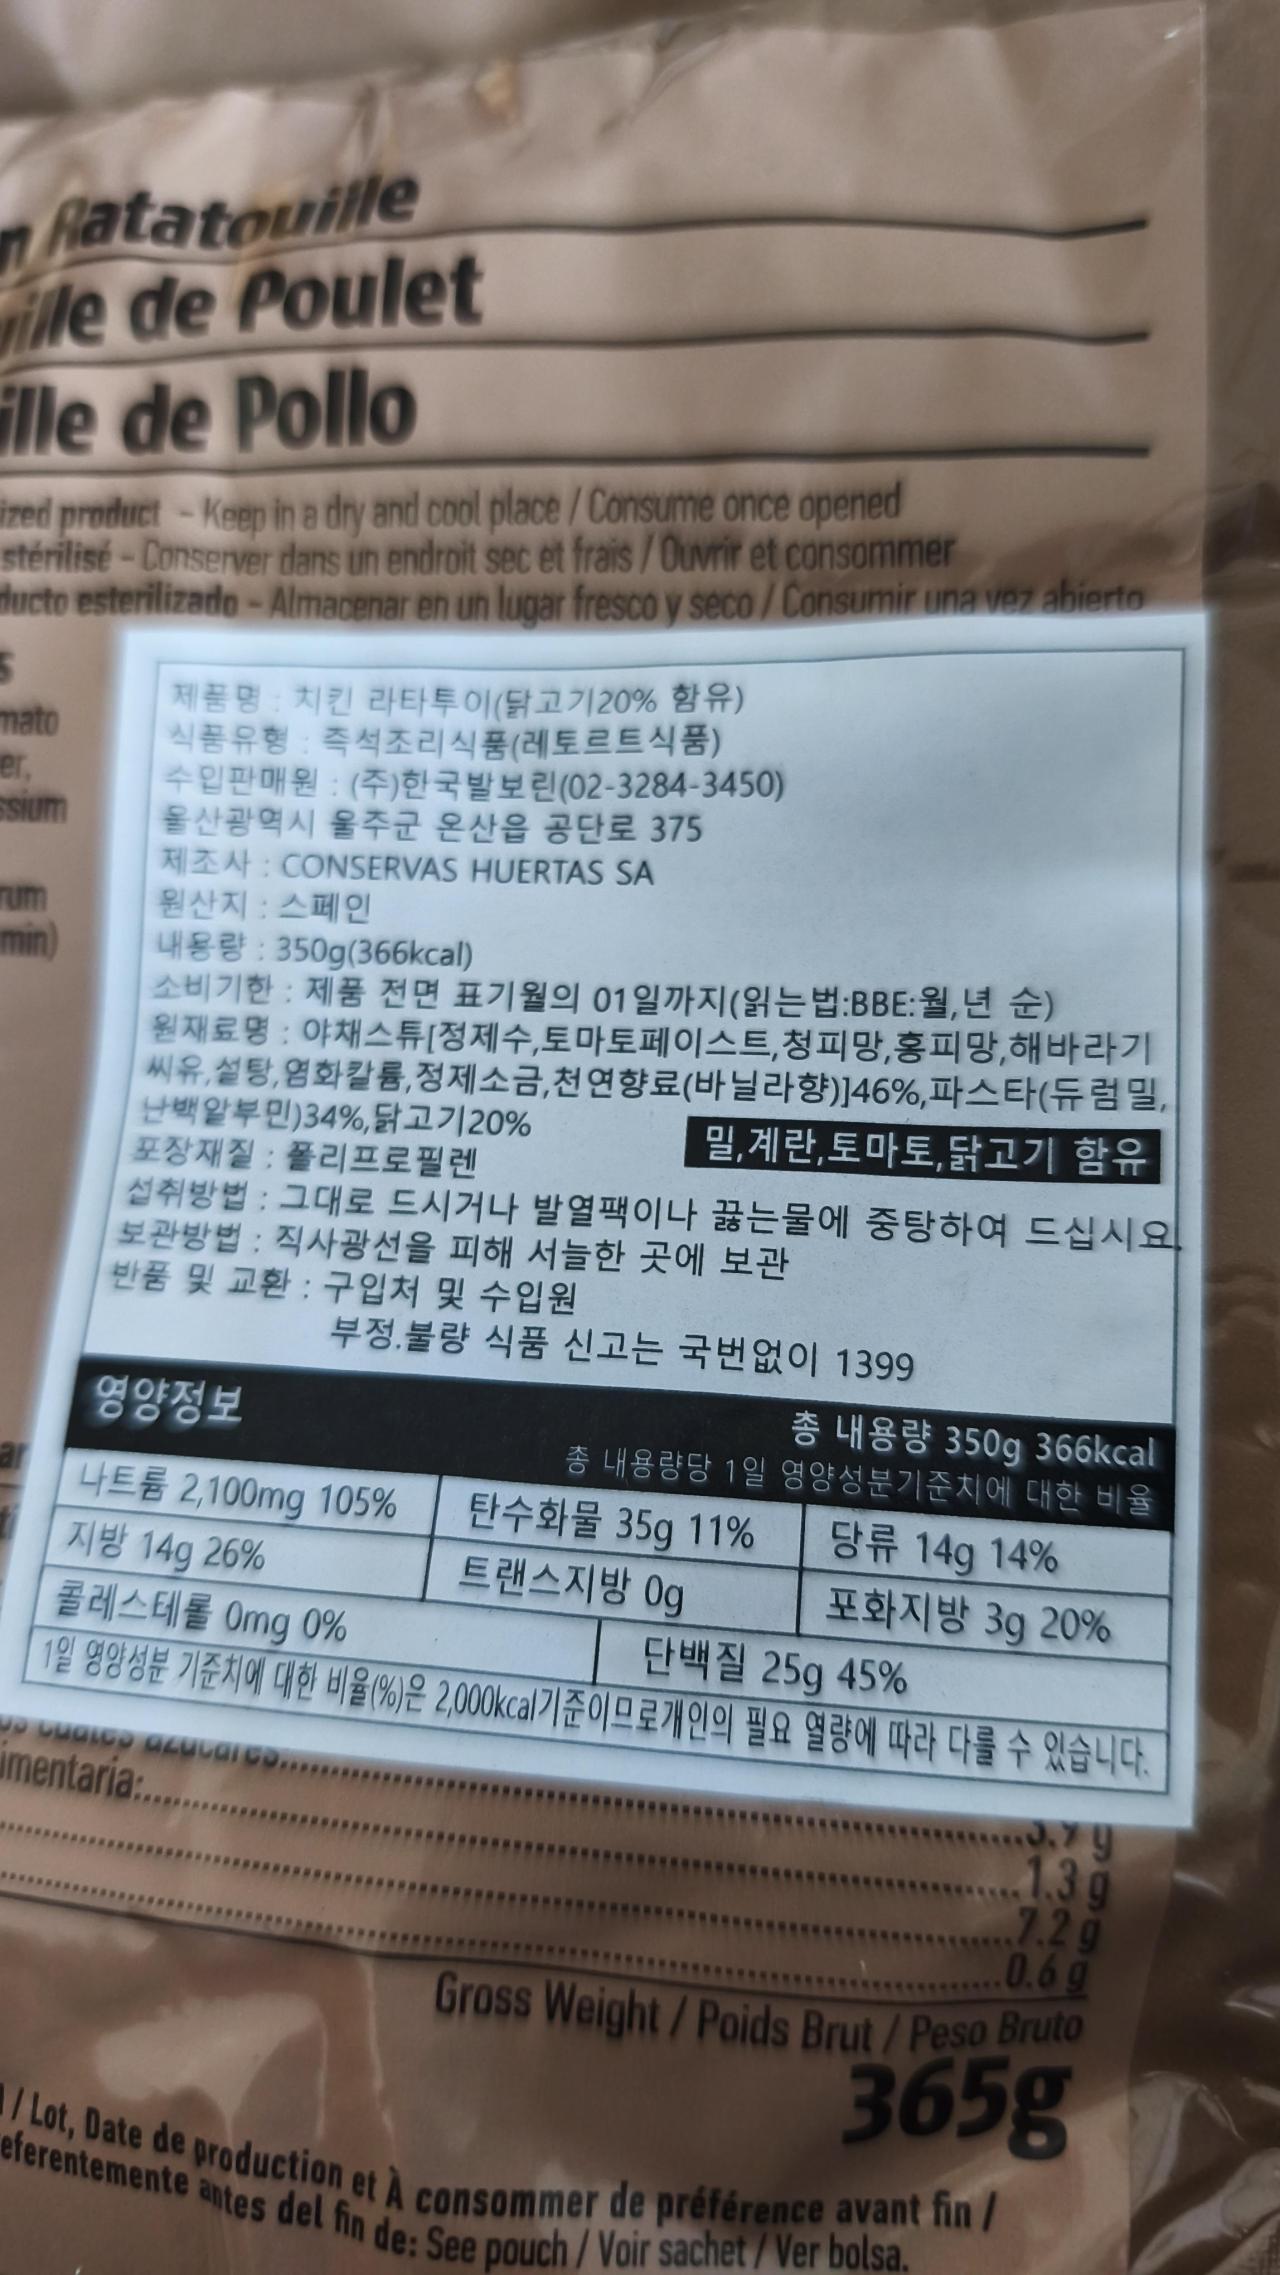 Ratatouille
ille de Poulet
ille de Pollo
ized product - Keep in a dry and cool place / Consume once opened
stérilisé - Conserver dans un endroit sec et frais / Ouvrir et consommer
ducto esterilizado - Almacenar en un lugar fresco y seco / Consumir una vez abierto
mato
er,
ssium
rum
min)
제품명 : 치킨 라타투이(닭고기20% 함유)
식품유형 : 즉석조리식품(레토르트식품)
수입판매원 : (주)한국발보린(02-3284-3450)
울산광역시 울주군 온산읍 공단로 375
제조사 : CONSERVAS HUERTAS SA
원산지 : 스페인
내용량 : 350g(366kcal)
소비기한 : 제품 전면 표기월의 01일까지(읽는법:BBE:월,년 순)
원재료명 : 야채스튜[정제수,토마토페이스트,청피망,홍피망,해바라기
씨유,설탕,염화칼륨,정제소금,천연향료(바닐라향)]46%,파스타(듀럼밀,
난백알부민)34%,닭고기20%
밀,계란,토마토,닭고기 함유
포장재질 : 폴리프로필렌
섭취방법 : 그대로 드시거나 발열팩이나 끓는물에 중탕하여 드십시요.
보관방법 : 직사광선을 피해 서늘한 곳에 보관
반품 및 교환 : 구입처 및 수입원
부정.불량 식품 신고는 국번없이 1399
영양정보
총 내용량 350g 366kcal
총 내용량당 1일 영양성분기준치에 대한 비율
나트륨 2,100mg 105% 탄수화물 35g 11% 당류 14g 14%
지방 14g 26% 트랜스지방 0g 포화지방 3g 20%
콜레스테롤 0mg 0% 단백질 25g 45%
1일 영양성분 기준치에 대한 비율(%)은 2,000kcal기준이므로개인의 필요 열량에 따라 다를 수 있습니다.
cuales azucares.....
imentaria:.....
3.9 g
1.3 g
7.2 g
0.6 g
Gross Weight / Poids Brut / Peso Bruto
365g
/ Lot, Date de production et À consommer de préférence avant fin /
eferentemente antes del fin de: See pouch / Voir sachet / Ver bolsa.